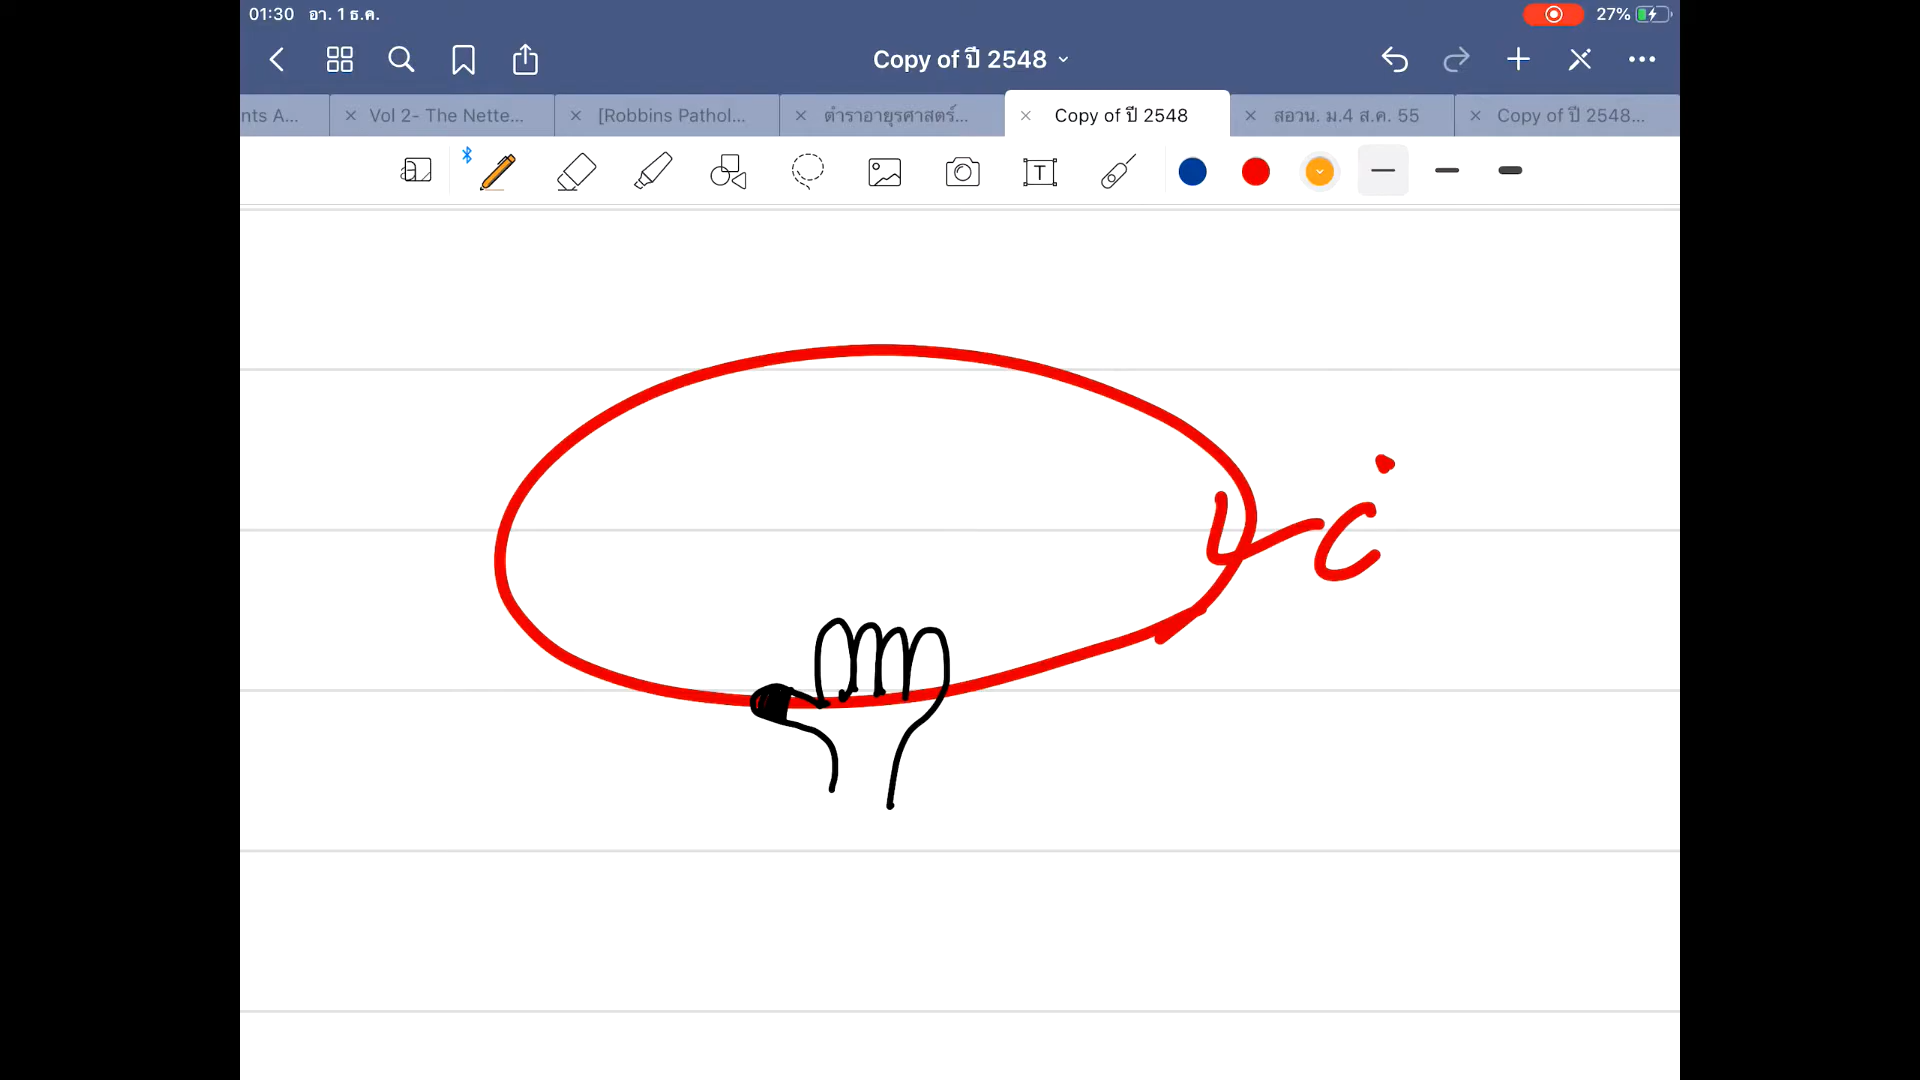 01:30 อา. 1 ธ.ค. 27%
Copy of ปี 2548
nts A... Vol 2- The Nette... [Robbins Pathol... ตำราอายุรศาสตร์... Copy of ปี 2548 สอวน. ม.4 ส.ค. 55 Copy of ปี 2548...
T
i